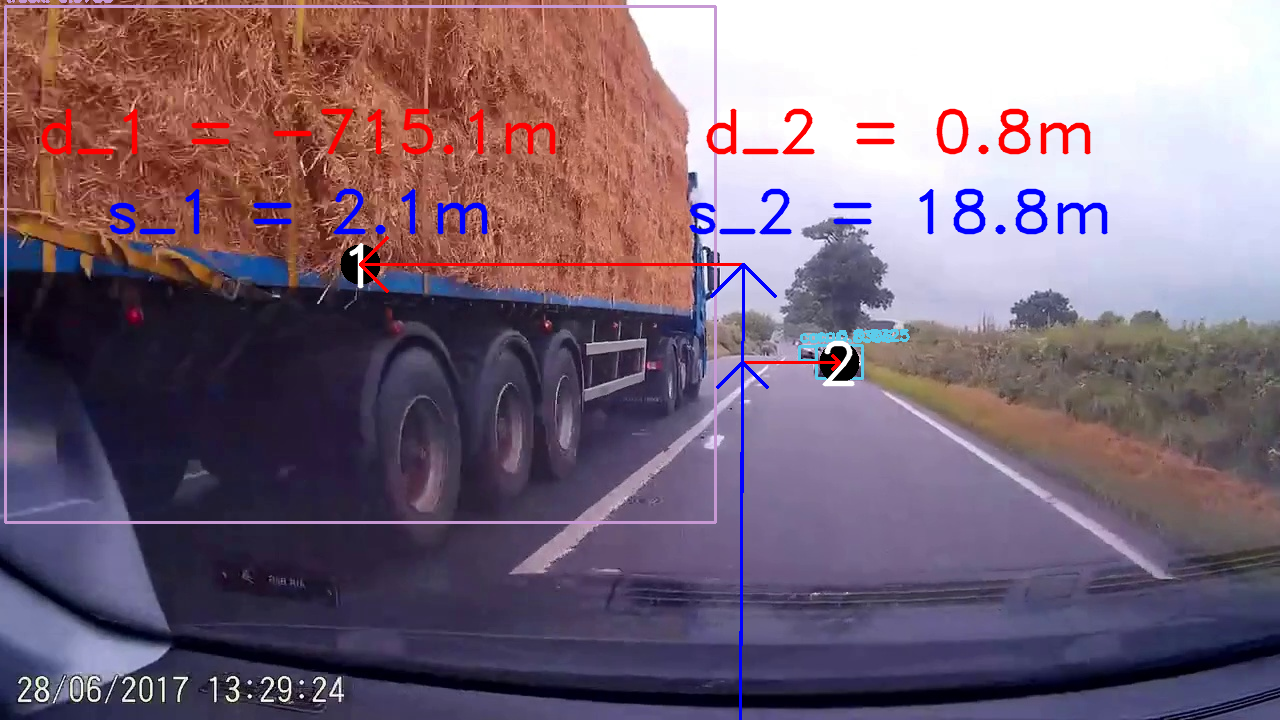 d_1 = -715.1m
d_2 = 0.8m
s_1 = 2.1m
s_2 = 18.8m
1
2
28/06/2017 13:29:24